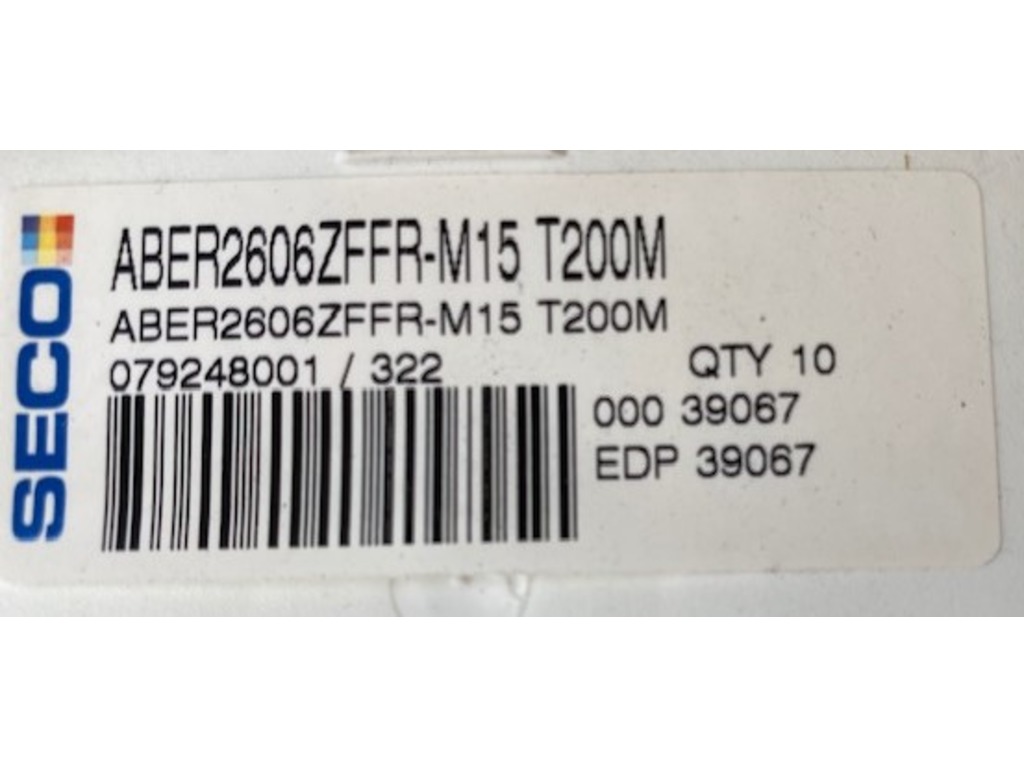 SECO
ABER2606ZFFR-M15 T200M
ABER2606ZFFR-M15 T200M
079248001 / 322 QTY 10
000 39067
EDP 39067